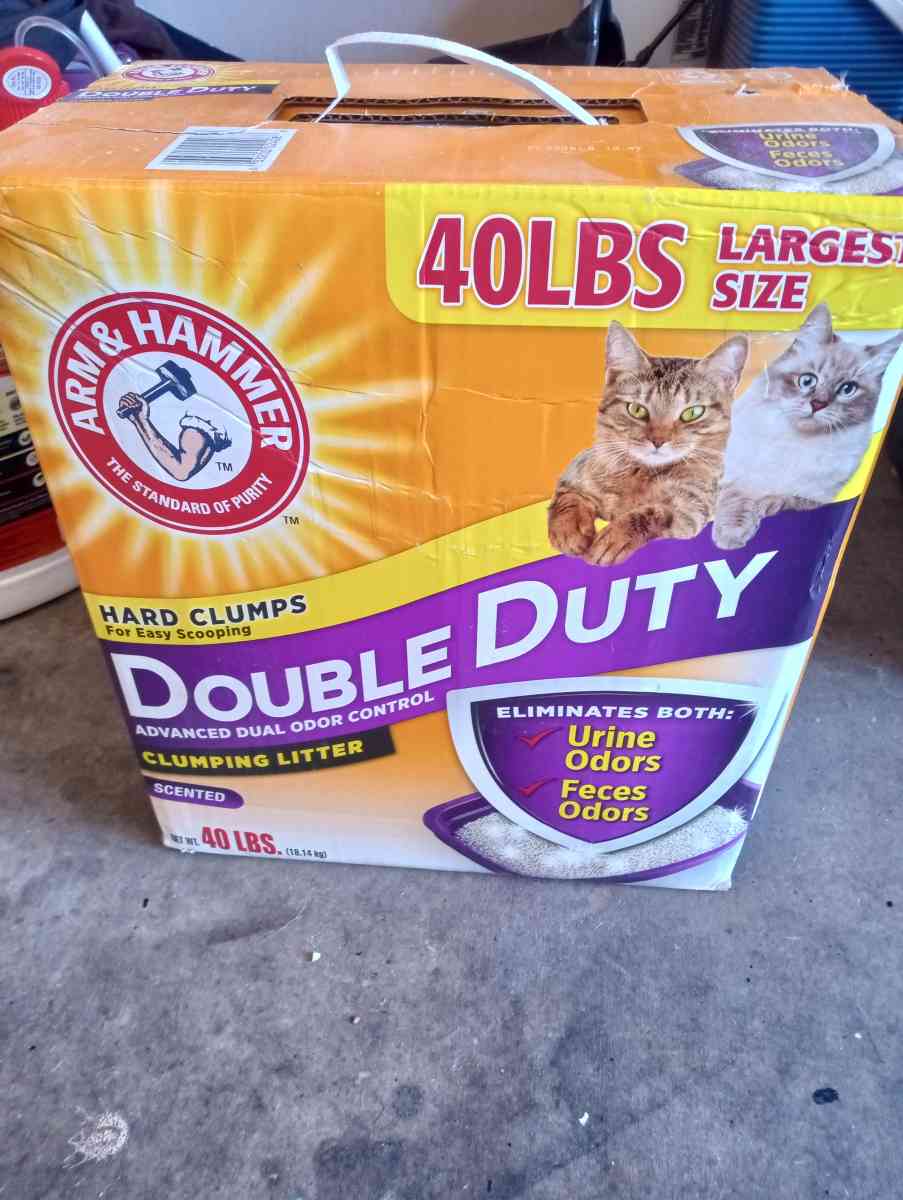 DOUBLE DUTY
ELIMINATES BOTH:
Urine
Odors
Feces
Odors
40LBS LARGEST
SIZE
ARM & HAMMER
TM
THE STANDARD OF PURITY
TM
HARD CLUMPS
For Easy Scooping
DOUBLE DUTY
ADVANCED DUAL ODOR CONTROL
CLUMPING LITTER
SCENTED
ELIMINATES BOTH:
Urine
Odors
Feces
Odors
NET WT. 40 LBS. (18.14 kg)